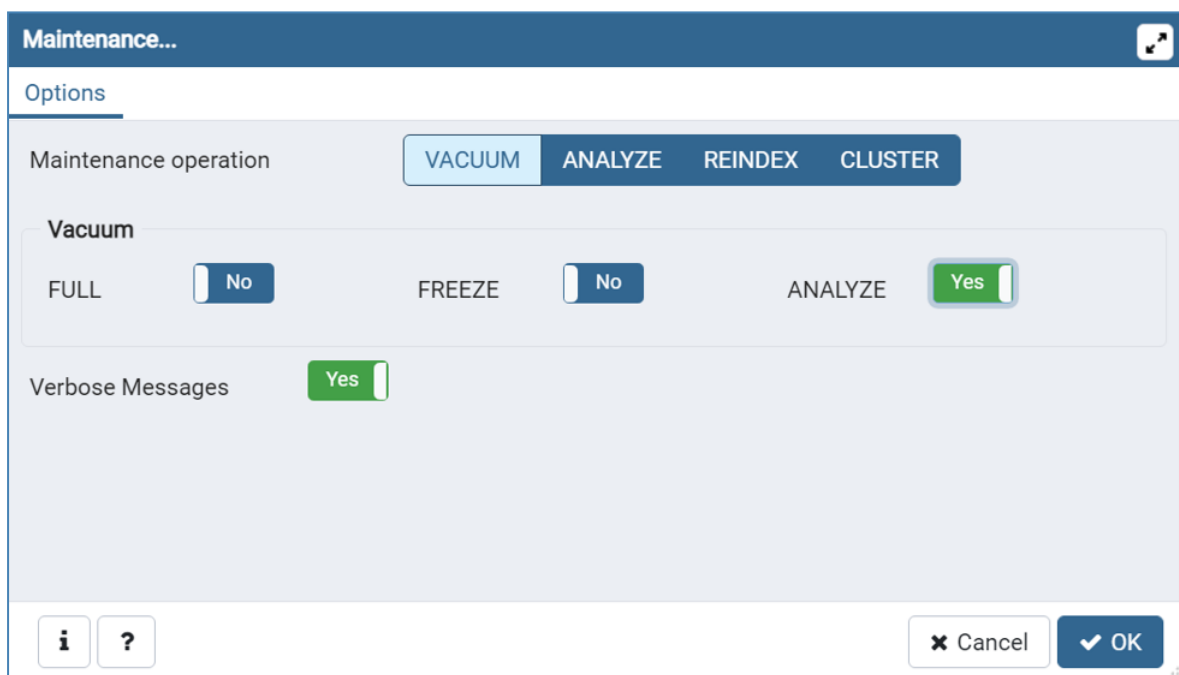 Maintenance...
Options
Maintenance operation VACUUM ANALYZE REINDEX CLUSTER
Vacuum
FULL No FREEZE No ANALYZE Yes
Verbose Messages Yes
i ? Cancel OK